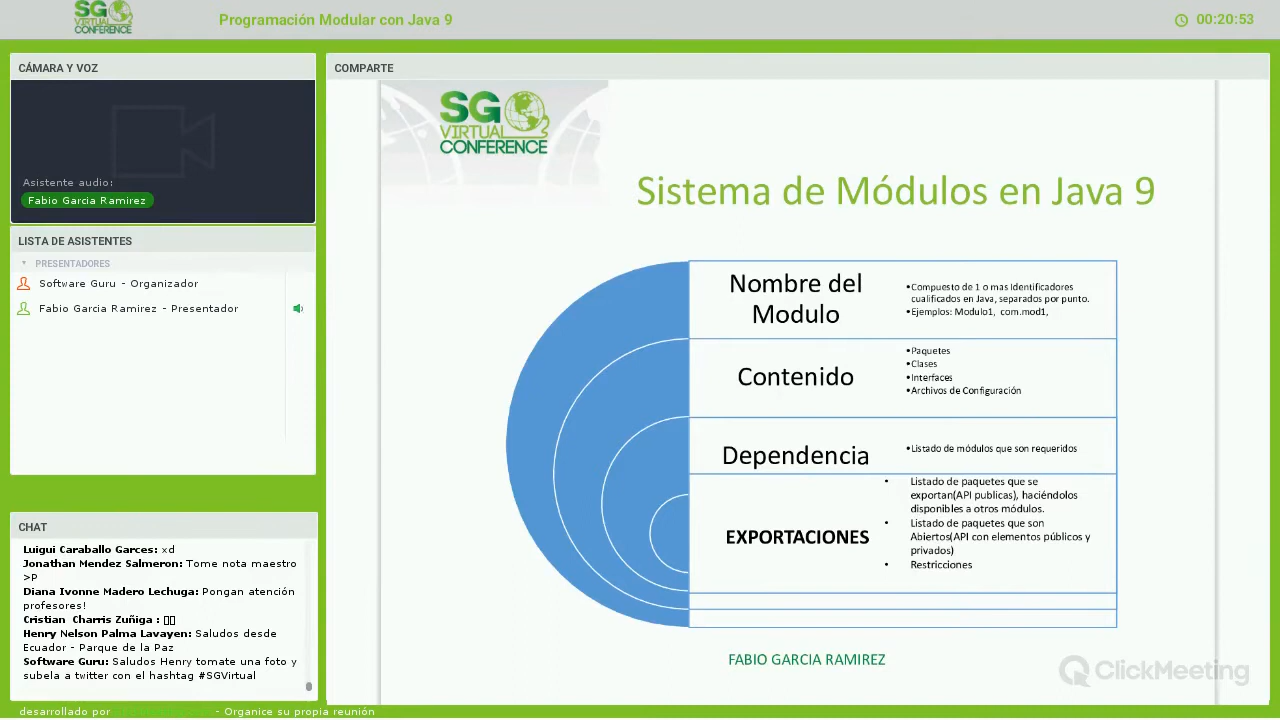 SG
VIRTUAL
CONFERENCE
Programación Modular con Java 9
00:20:53
CÁMARA Y VOZ
Asistente audio:
Fabio Garcia Ramirez
LISTA DE ASISTENTES
PRESENTADORES
Software Guru - Organizador
Fabio Garcia Ramirez - Presentador
CHAT
Luigui Caraballo Garces: xd
Jonathan Mendez Salmeron: Tome nota maestro
>P
Diana Ivonne Madero Lechuga: Pongan atención
profesores!
Cristian Charris Zuñiga :
Henry Nelson Palma Lavayen: Saludos desde
Ecuador - Parque de la Paz
Software Guru: Saludos Henry tomate una foto y
subela a twitter con el hashtag #SGVirtual
COMPARTE
SG
VIRTUAL
CONFERENCE
Sistema de Módulos en Java 9
Nombre del
Modulo
•Compuesto de 1 o mas Identificadores
cualificados en Java, separados por punto.
•Ejemplos: Modulo1, com.mod1,
Contenido
•Paquetes
•Clases
•Interfaces
•Archivos de Configuración
Dependencia
•Listado de módulos que son requeridos
EXPORTACIONES
• Listado de paquetes que se
exportan(API publicas), haciéndolos
disponibles a otros módulos.
• Listado de paquetes que son
Abiertos(API con elementos públicos y
privados)
• Restricciones
FABIO GARCIA RAMIREZ
ClickMeeting
desarrollado por
- Organice su propia reunión